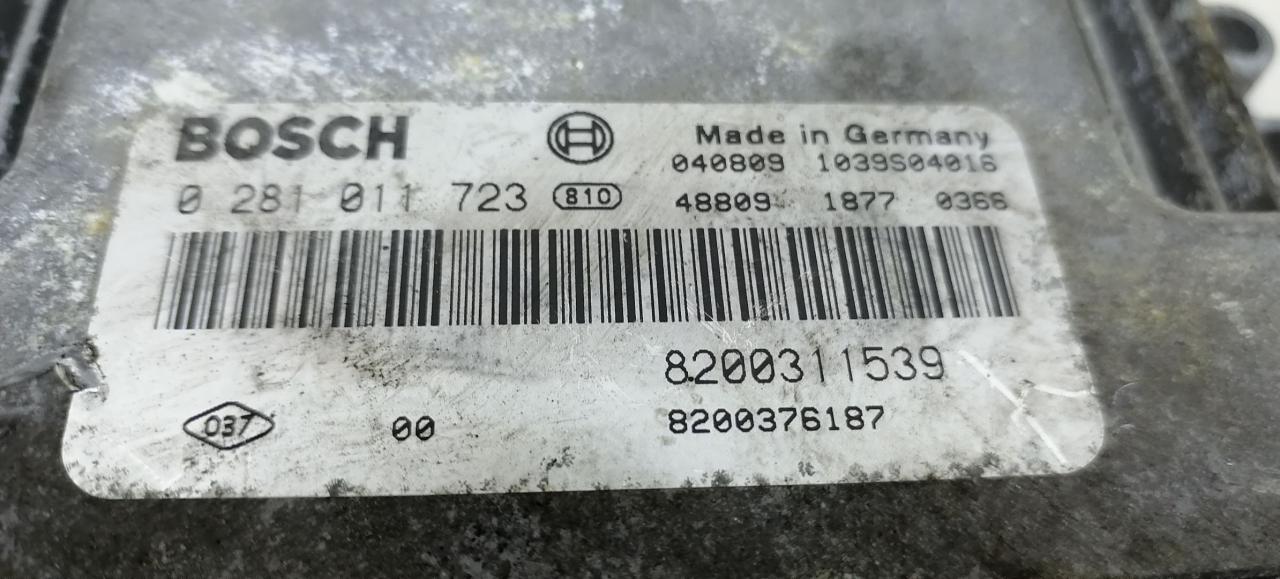 BOSCH
Made in Germany
040809 1039S04016
0 281 011 723 810
48809 1877 0366
8200311539
037 00 8200376187